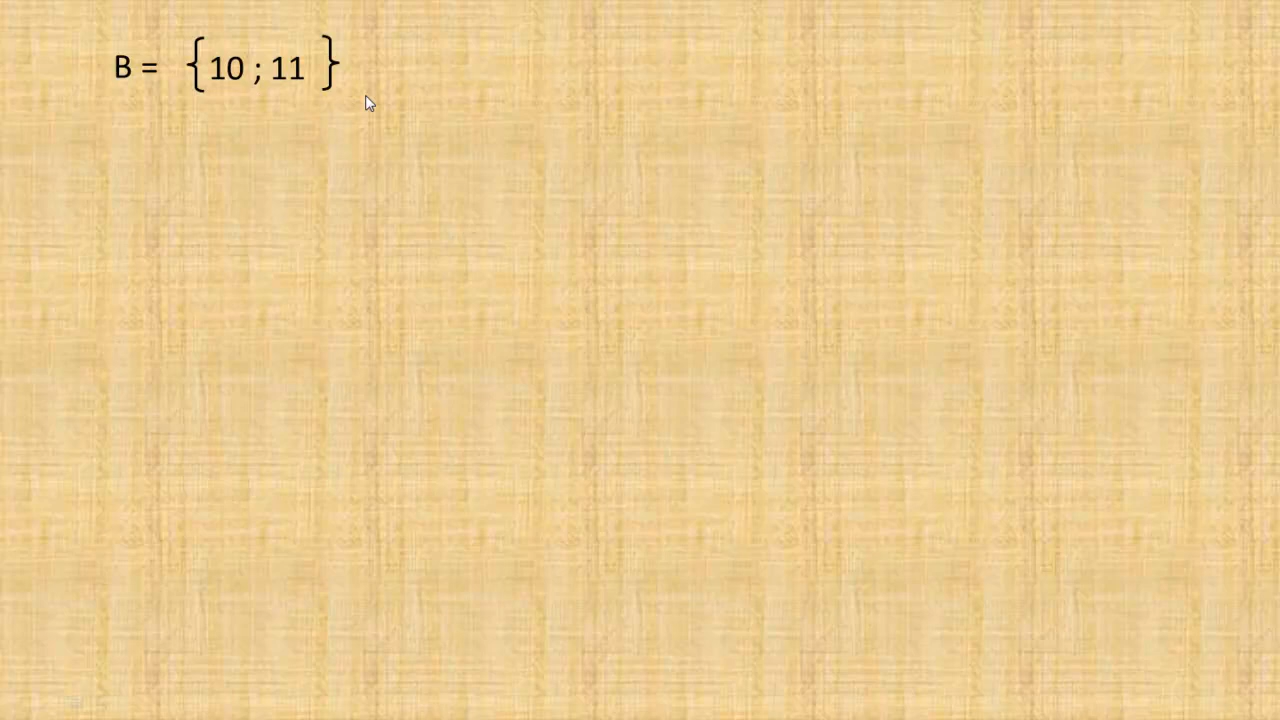 B = { 10 ; 11 }